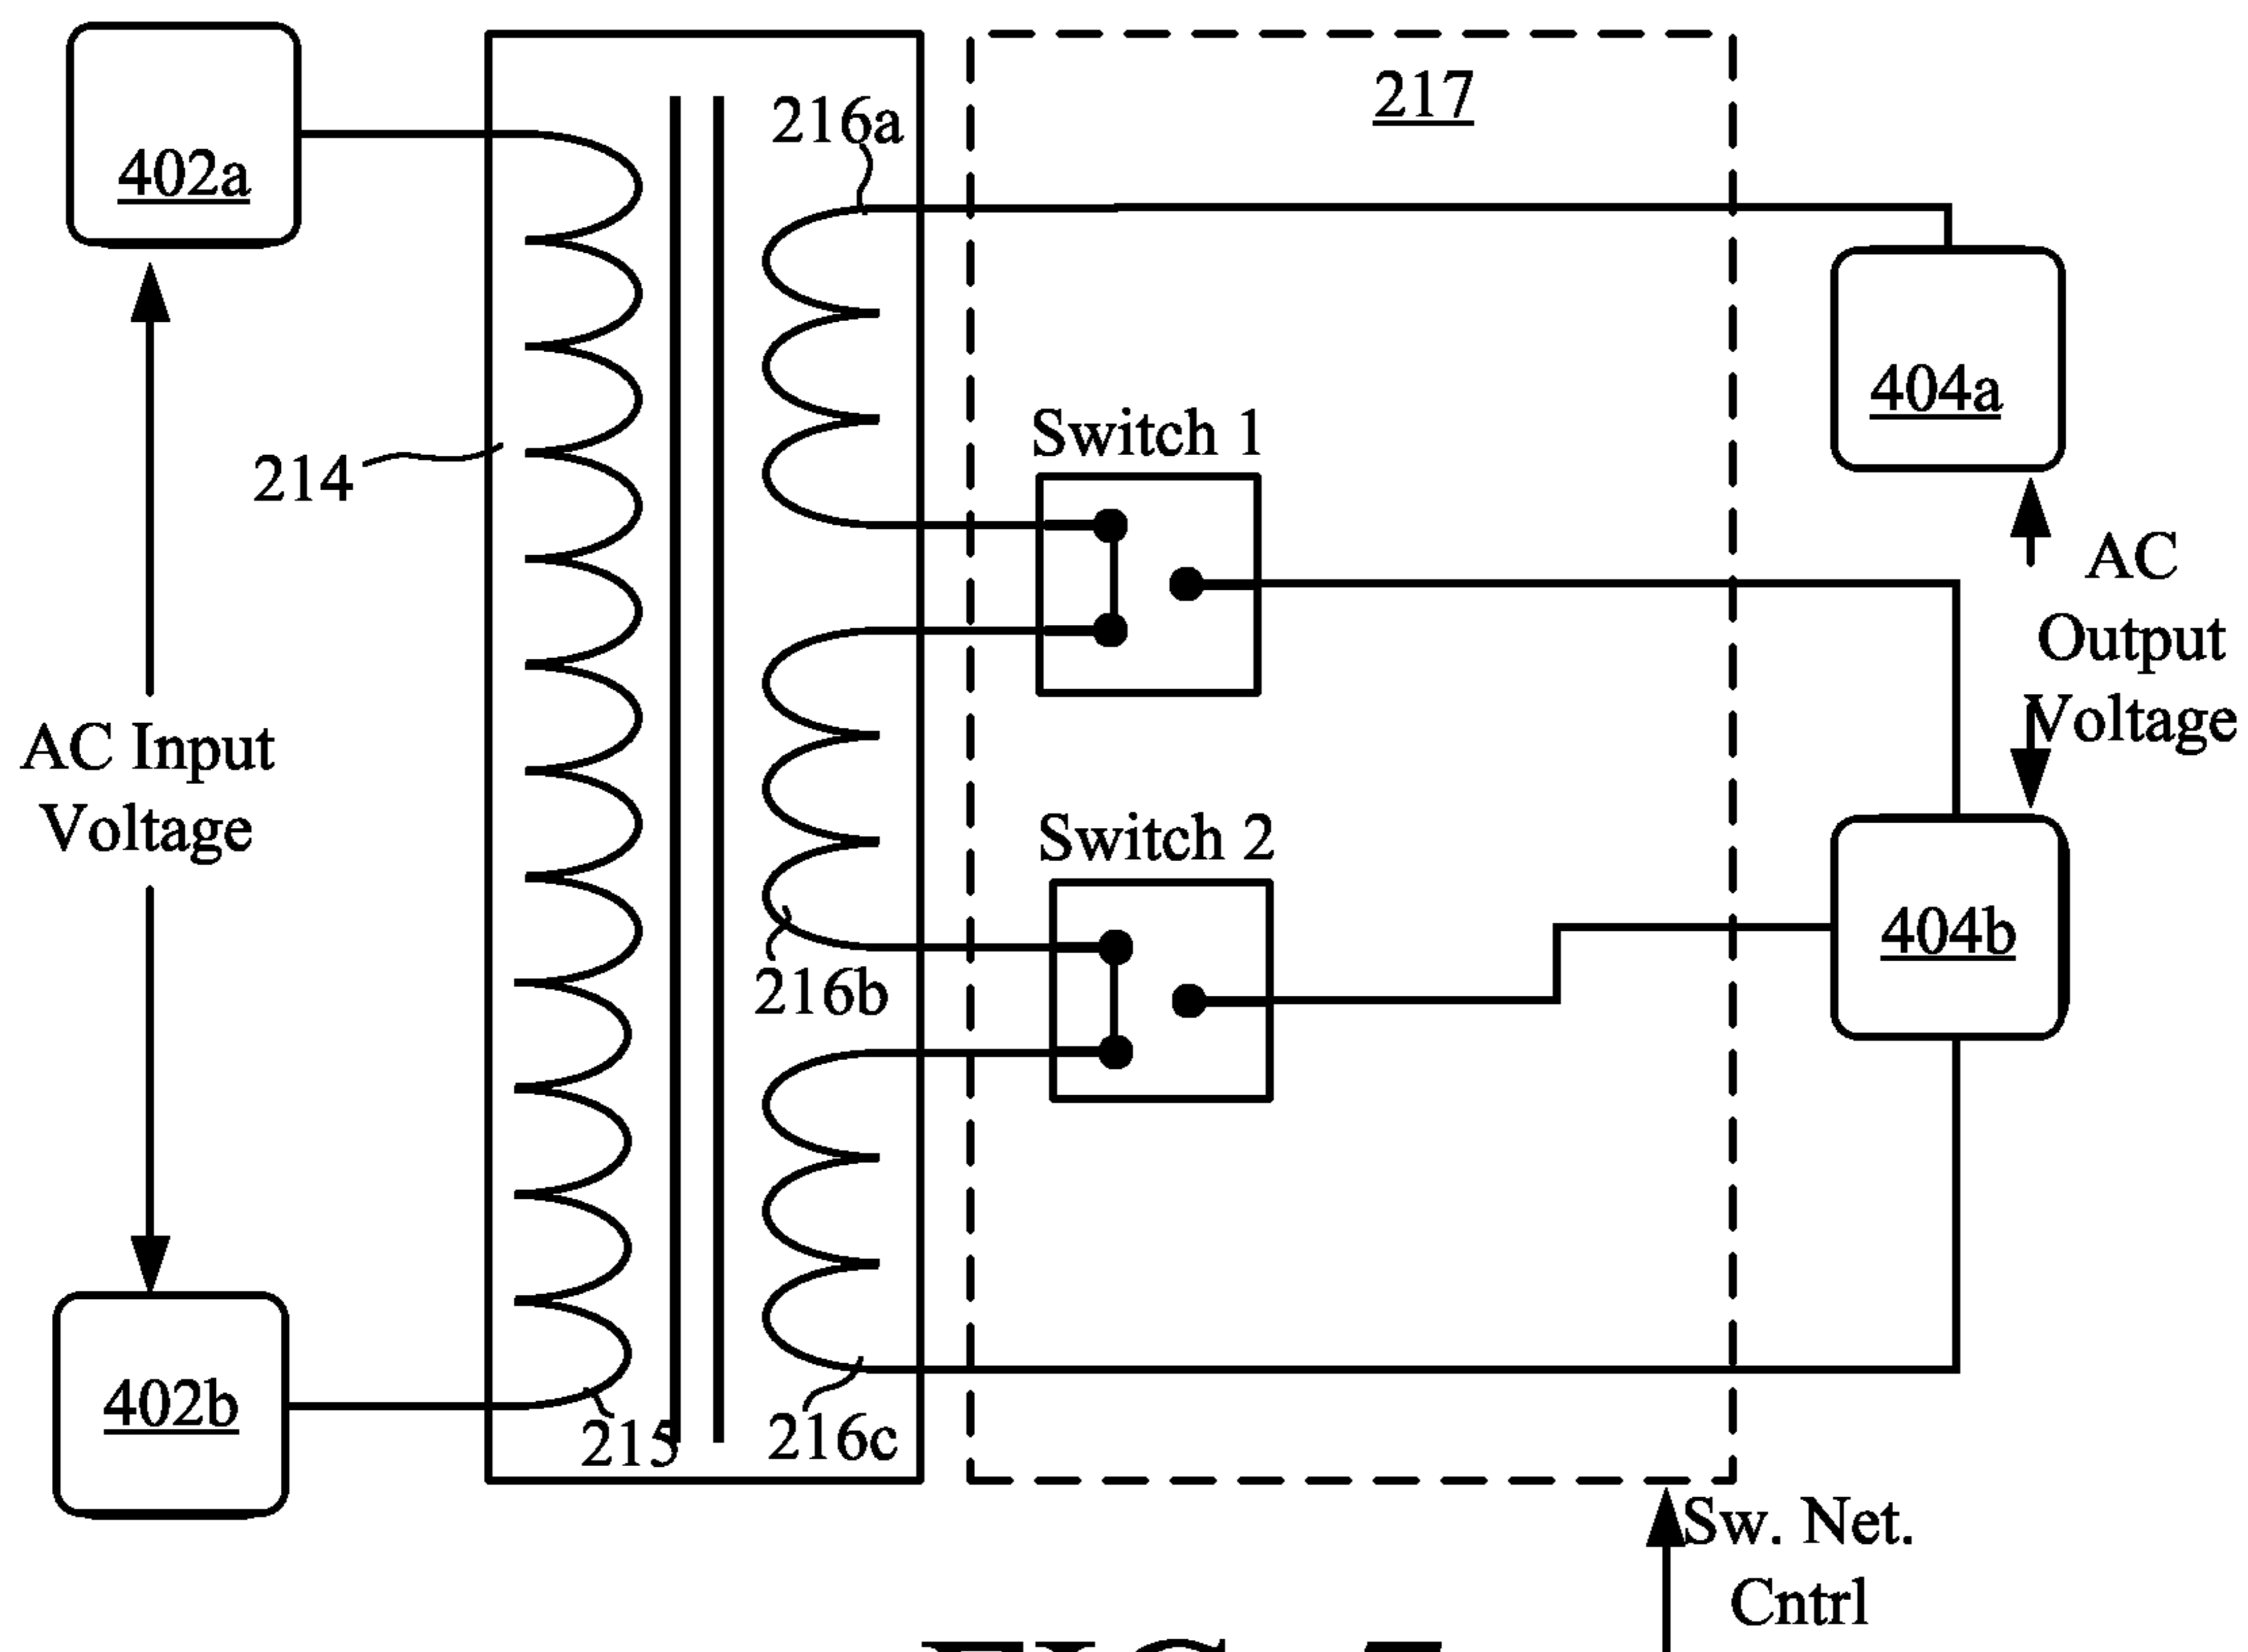 402a
216a
217
404a
Switch 1
214
AC
Output
Voltage
AC Input
Voltage
Switch 2
404b
216b
402b
215
216c
Sw. Net.
Cntrl